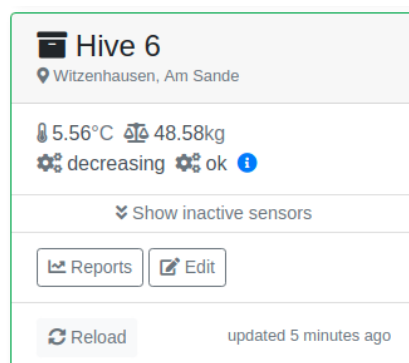 Hive 6
Witzenhausen, Am Sande
5.56°C 48.58kg
decreasing ok
Show inactive sensors
Reports Edit
Reload updated 5 minutes ago